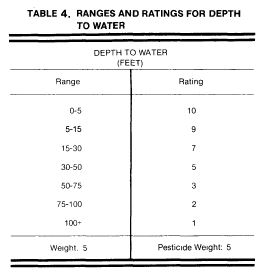 TABLE 4. RANGES AND RATINGS FOR DEPTH
TO WATER
DEPTH TO WATER
(FEET)
Range Rating
0-5 10
5-15 9
15-30 7
30-50 5
50-75 3
75-100 2
100+ 1
Weight. 5 Pesticide Weight: 5